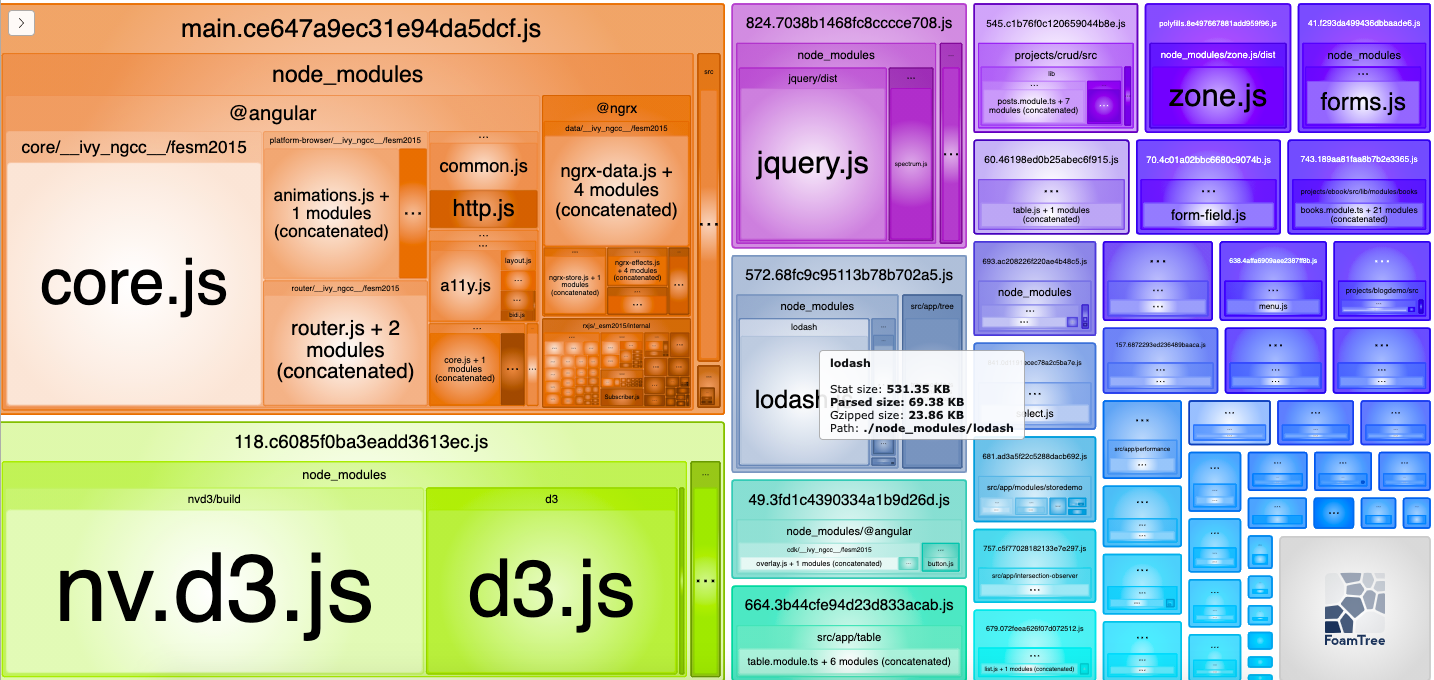 main.ce647a9ec31e94da5dcf.js
node_modules
src
@angular
@ngrx
core/__ivy_ngcc__/fesm2015
core.js
platform-browser/__ivy_ngcc__/fesm2015
animations.js +
1 modules
(concatenated)
...
router/__ivy_ngcc__/fesm2015
router.js + 2
modules
(concatenated)
...
common.js
http.js
...
...
a11y.js
layout.js
...
...
bidi.js
...
core.js + 1
modules
(concatenated)
...
...
data/__ivy_ngcc__/fesm2015
ngrx-data.js +
4 modules
(concatenated)
...
ngrx-store.js + 1
modules
(concatenated)
...
ngrx-effects.js
+ 4 modules
(concatenated)
...
...
rxjs/_esm2015/internal
Subscriber.js
...
...
118.c6085f0ba3eadd3613ec.js
node_modules
...
nvd3/build
d3
nv.d3.js
d3.js
...
824.7038b1468fc8cccce708.js
node_modules
...
jquery/dist
...
jquery.js
spectrum.js
...
572.68fc9c95113b78b702a5.js
node_modules
src/app/tree
lodash
...
lodash
lodash
Stat size: 531.35 KB
Parsed size: 69.38 KB
Gzipped size: 23.86 KB
Path: ./node_modules/lodash
49.3fd1c4390334a1b9d26d.js
node_modules/@angular
cdk/__ivy_ngcc__/fesm2015
...
overlay.js + 1 modules (concatenated)
...
button.js
664.3b44cfe94d23d833acab.js
src/app/table
table.module.ts + 6 modules (concatenated)
545.c1b76f0c120659044b8e.js
projects/crud/src
lib
posts.module.ts + 7
modules (concatenated)
...
polyfills.8e4976678​81add959f96.js
node_modules/zone.js/dist
zone.js
41.f293da499436dbbaade6.js
node_modules
...
forms.js
60.46198ed0b25abec6f915.js
...
table.js + 1 modules
(concatenated)
70.4c01a02bbc6680c9074b.js
...
form-field.js
743.189aa81faa8b7b2e3365.js
projects/ebook/src/lib/modules/books
books.module.ts + 21 modules
(concatenated)
693.ac208226f220ae4b48c5.js
node_modules
...
...
...
...
...
638.4affa6909aae2367ff8b.js
...
menu.js
...
projects/blogdemo/src
...
select.js
157.6872293ed236489baaca.js
...
...
...
...
...
...
681.ad3a5f22c5288dacb692.js
src/app/modules/storedemo
757.c5f77028182133e7e297.js
src/app/intersection-observer
...
679.072feea626f07d072512.js
...
list.js + 1 modules (concatenated)
...
src/app/performance
...
FoamTree